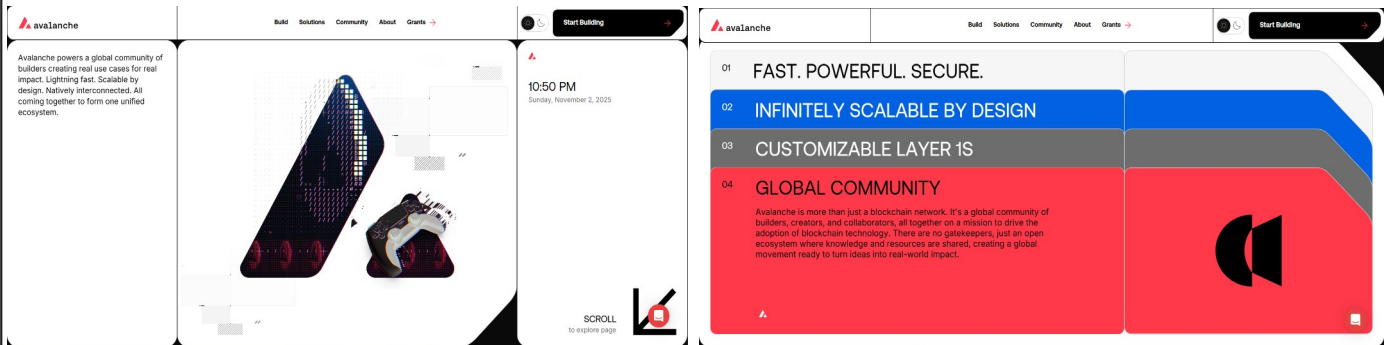 avalanche
Build Solutions Community About Grants →
Start Building →
Avalanche powers a global community of
builders creating real use cases for real
impact. Lightning fast. Scalable by
design. Natively interconnected. All
coming together to form one unified
ecosystem.
10:50 PM
Sunday, November 2, 2025
SCROLL
to explore page
avalanche
Build Solutions Community About Grants →
Start Building →
01 FAST. POWERFUL. SECURE.
02 INFINITELY SCALABLE BY DESIGN
03 CUSTOMIZABLE LAYER 1S
04 GLOBAL COMMUNITY
Avalanche is more than just a blockchain network. It's a global community of
builders, creators, and collaborators, all together on a mission to drive the
adoption of blockchain technology. There are no gatekeepers, just an open
ecosystem where knowledge and resources are shared, creating a global
movement ready to turn ideas into real-world impact.